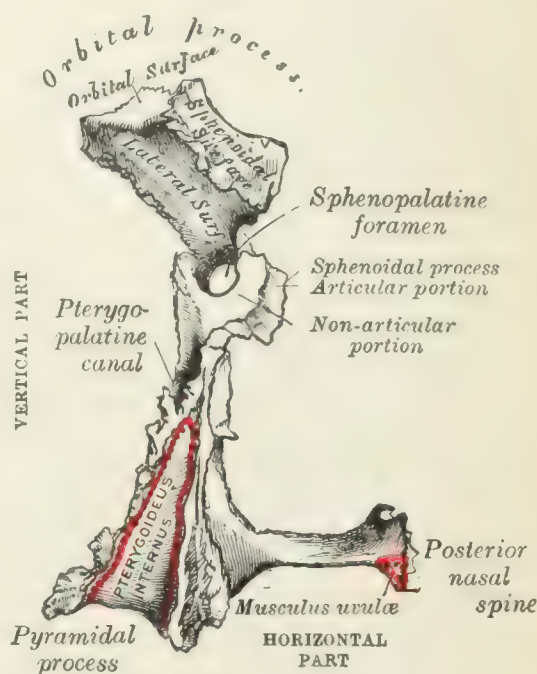 Orbital process.
Orbital Surface
Sphenoidal
Surface
Lateral Surf
Sphenopalatine
foramen
Sphenoidal process
Articular portion
Non-articular
portion
Pterygo-
palatine
canal
VERTICAL PART
PTERYGOIDEUS
INTERNUS
Posterior
nasal
spine
Musculus uvulæ
Pyramidal
process
HORIZONTAL
PART